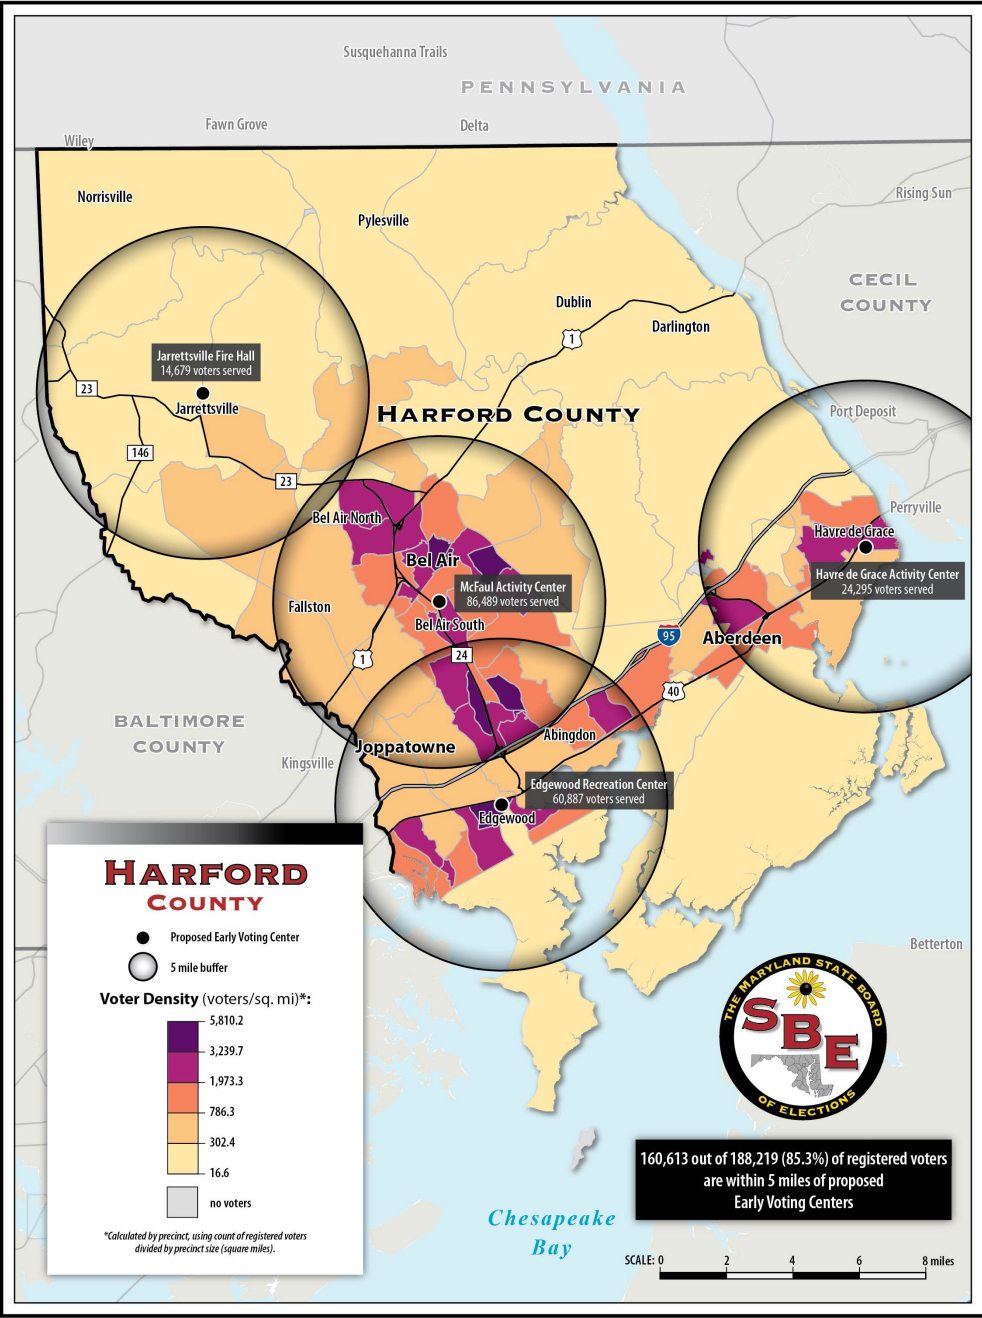 Susquehanna Trails
PENNSYLVANIA
Fawn Grove
Delta
Wiley
Norrisville
Pylesville
Rising Sun
CECIL
COUNTY
Dublin
Darlington
1
Jarrettsville Fire Hall
14,679 voters served
23
Jarrettsville
HARFORD COUNTY
Port Deposit
146
23
Bel Air North
Perryville
Havre de Grace
Bel Air
McFaul Activity Center
86,489 voters served
Havre de Grace Activity Center
24,295 voters served
Fallston
Bel Air South
95
Aberdeen
1
24
40
BALTIMORE
COUNTY
Joppatowne
Abingdon
Kingsville
Edgewood Recreation Center
60,887 voters served
Edgewood
HARFORD
COUNTY
Proposed Early Voting Center
5 mile buffer
Voter Density (voters/sq. mi)*:
5,810.2
3,239.7
1,973.3
786.3
302.4
16.6
no voters
*Calculated by precinct, using count of registered voters
divided by precinct size (square miles).
Betterton
THE MARYLAND STATE BOARD
SBE
OF ELECTIONS
160,613 out of 188,219 (85.3%) of registered voters
are within 5 miles of proposed
Early Voting Centers
Chesapeake
Bay
SCALE: 0 2 4 6 8 miles